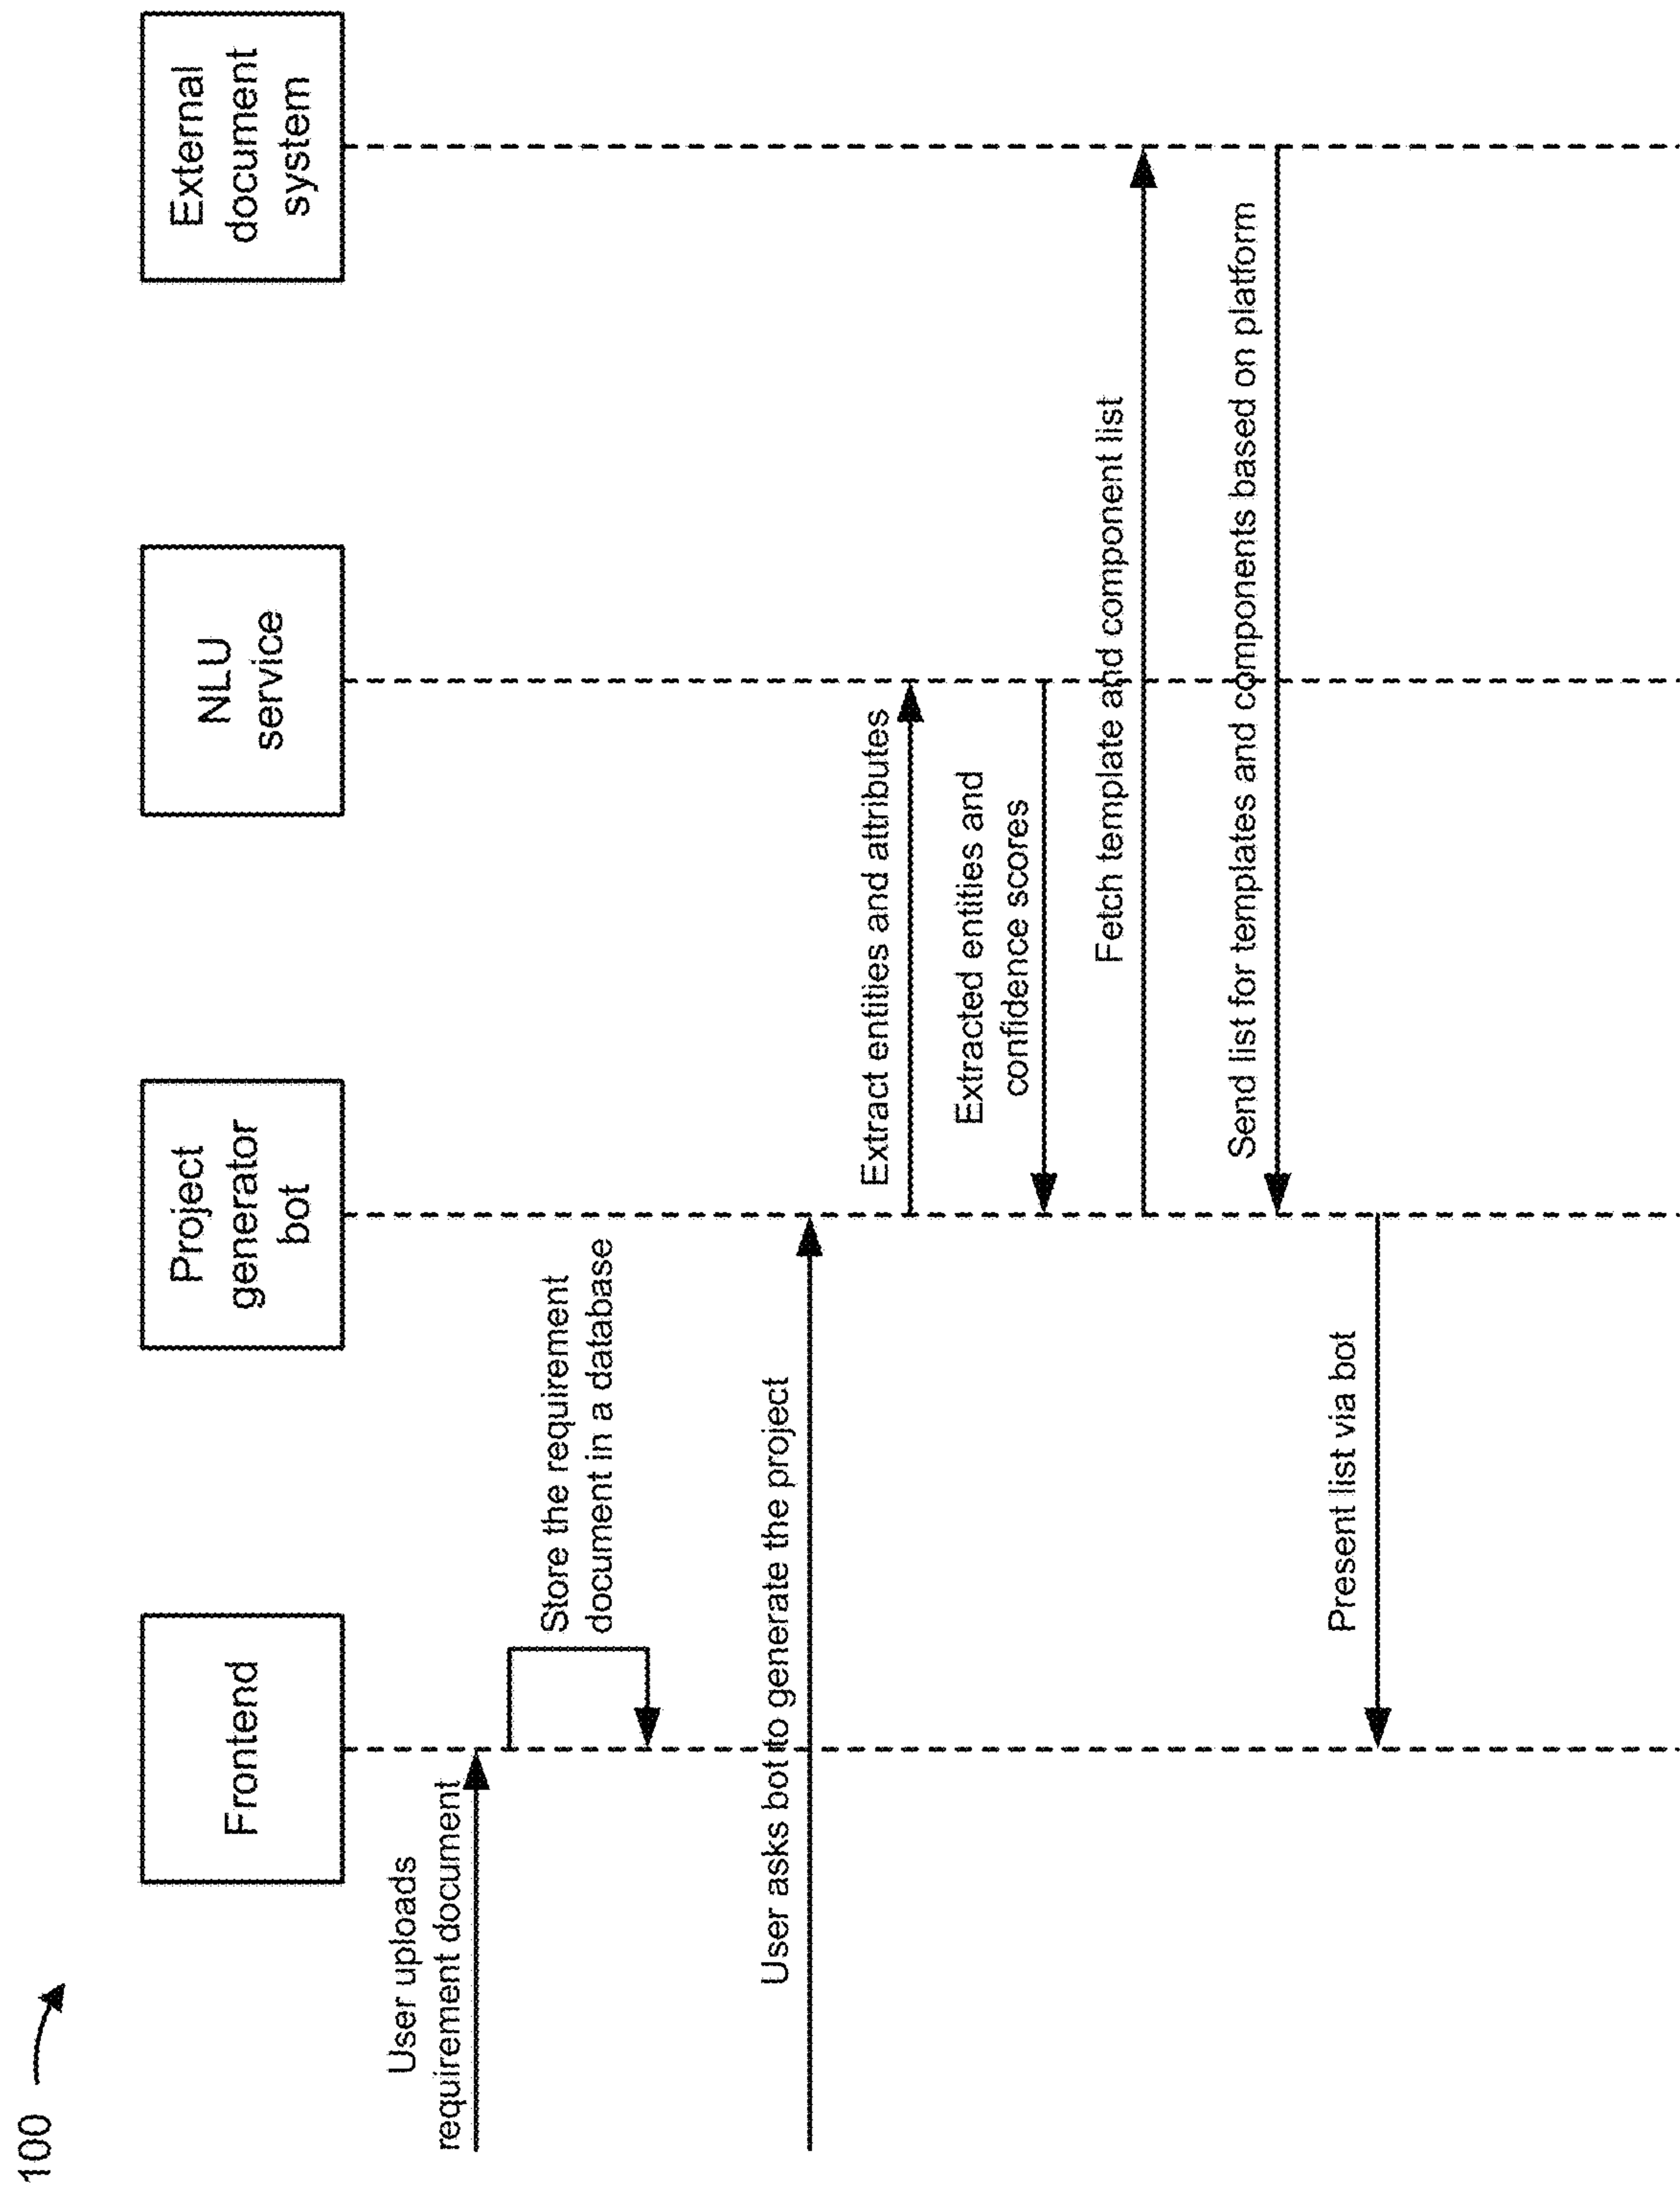 100
Frontend
Project
generator
bot
NLU
service
External
document
system
User uploads
requirement document
Store the requirement
document in a database
User asks bot to generate the project
Extract entities and attributes
Extracted entities and
confidence scores
Fetch template and component list
Send list for templates and components based on platform
Present list via bot